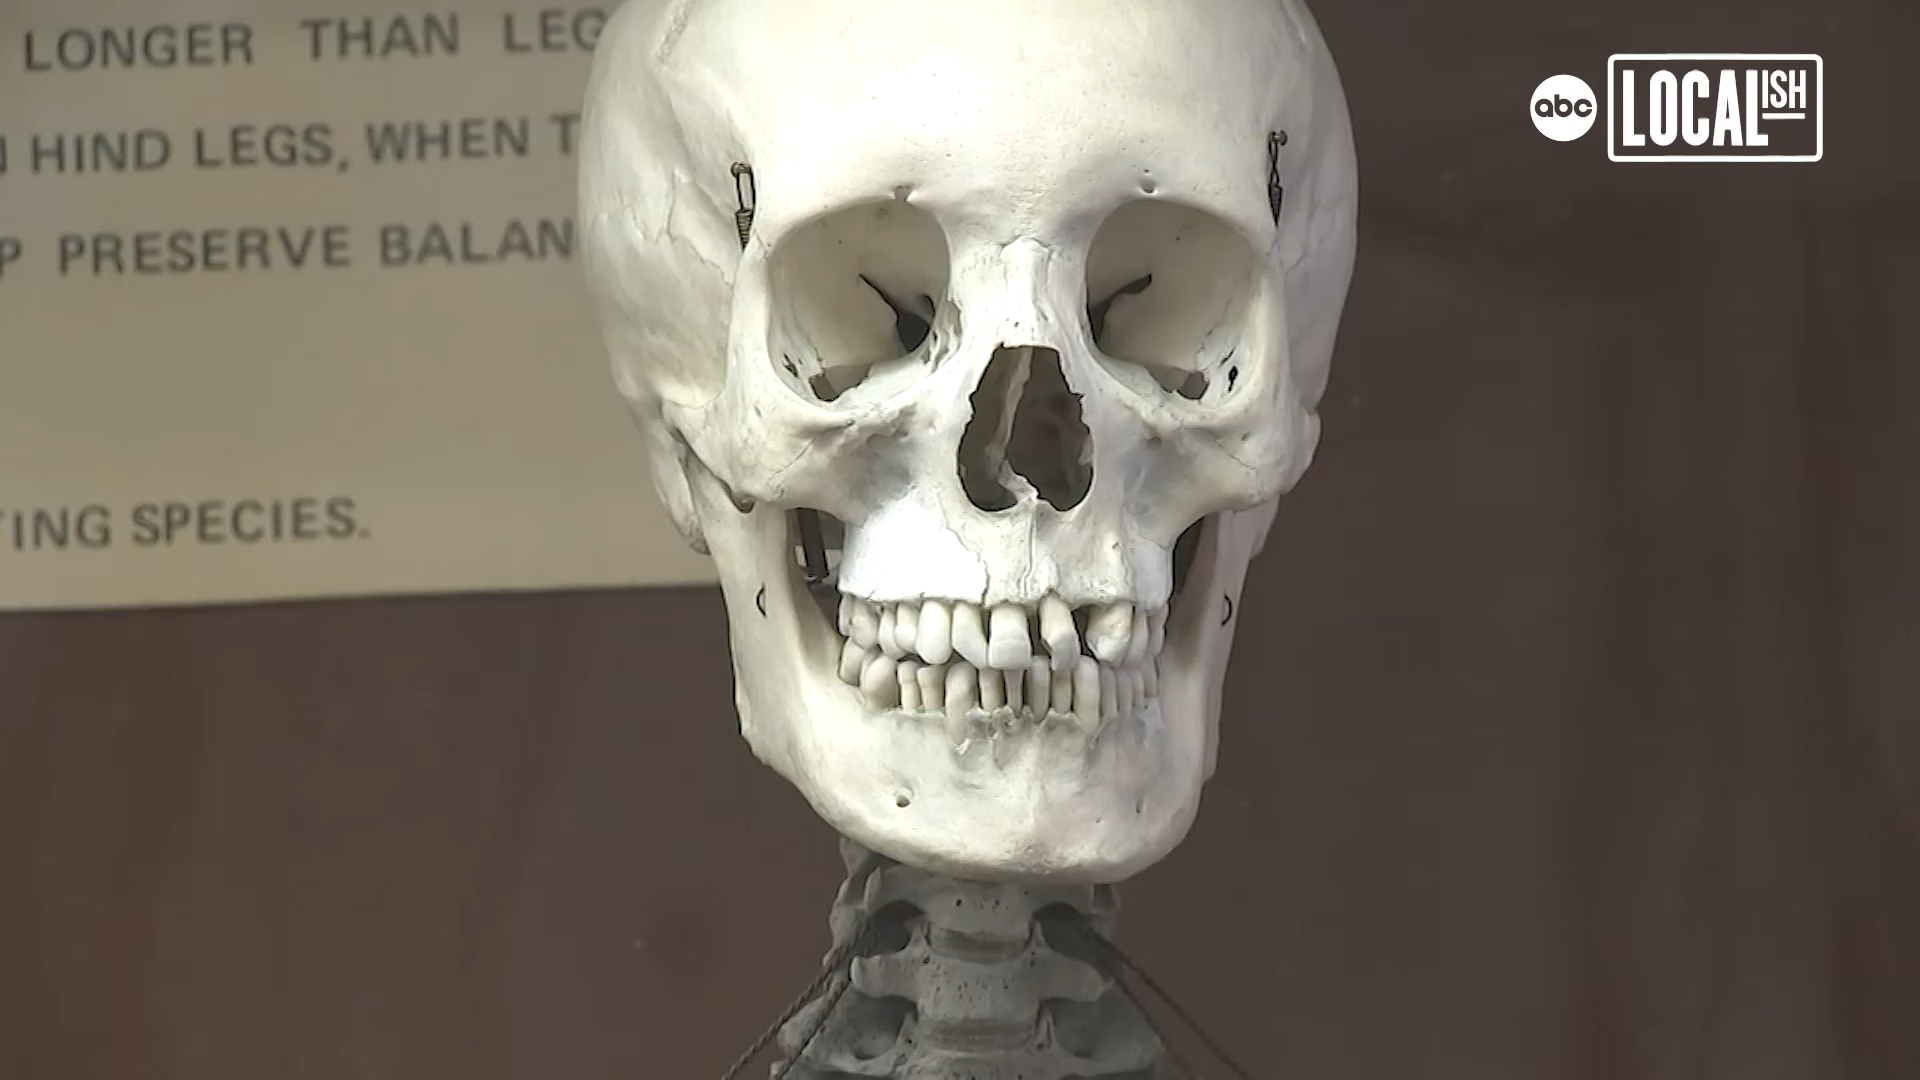 LONGER THAN LEG
HIND LEGS, WHEN T
P PRESERVE BALAN
TING SPECIES.
abc LOCALISH